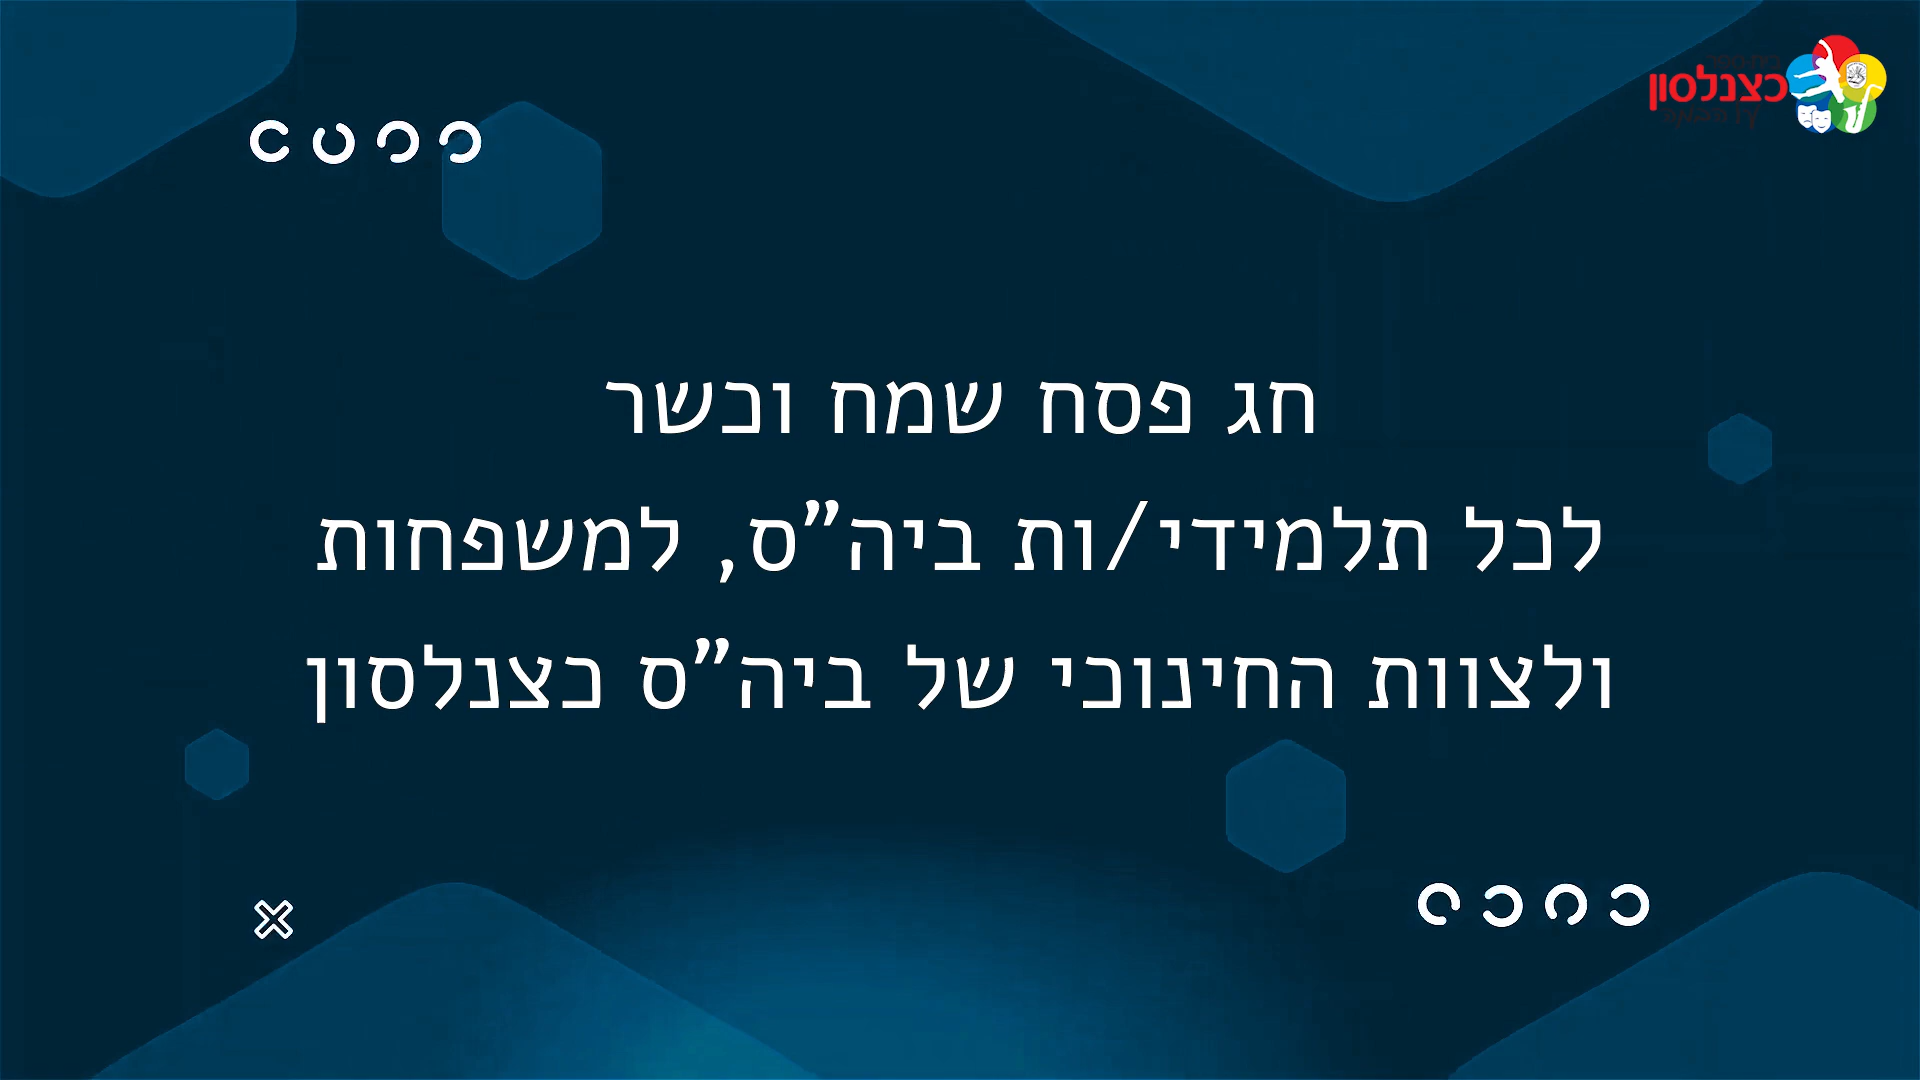 כצנלסון
חג פסח שמח וכשר
לכל תלמידי/ות ביה"ס, למשפחות
ולצוות החינוכי של ביה"ס כצנלסון